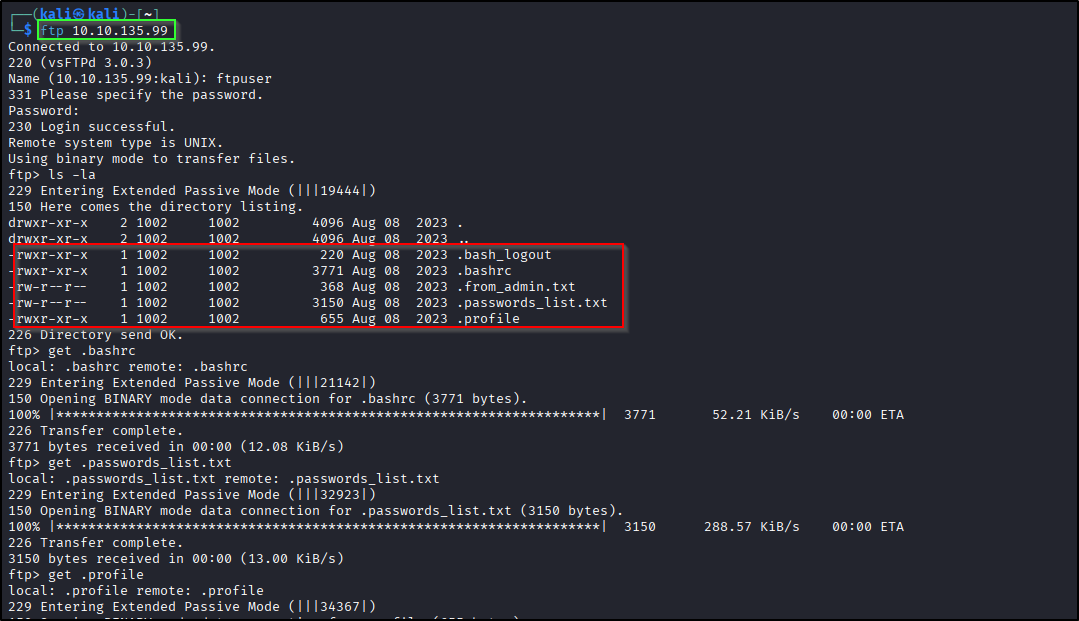 ┌──(kali㉿kali)-[~]
└─$ ftp 10.10.135.99
Connected to 10.10.135.99.
220 (vsFTPd 3.0.3)
Name (10.10.135.99:kali): ftpuser
331 Please specify the password.
Password:
230 Login successful.
Remote system type is UNIX.
Using binary mode to transfer files.
ftp> ls -la
229 Entering Extended Passive Mode (|||19444|)
150 Here comes the directory listing.
drwxr-xr-x    2 1002     1002         4096 Aug 08  2023 .
drwxr-xr-x    2 1002     1002         4096 Aug 08  2023 ..
-rwxr-xr-x    1 1002     1002          220 Aug 08  2023 .bash_logout
-rwxr-xr-x    1 1002     1002         3771 Aug 08  2023 .bashrc
-rw-r--r--    1 1002     1002          368 Aug 08  2023 .from_admin.txt
-rw-r--r--    1 1002     1002         3150 Aug 08  2023 .passwords_list.txt
-rwxr-xr-x    1 1002     1002          655 Aug 08  2023 .profile
226 Directory send OK.
ftp> get .bashrc
local: .bashrc remote: .bashrc
229 Entering Extended Passive Mode (|||21142|)
150 Opening BINARY mode data connection for .bashrc (3771 bytes).
100% |********************************************************************|  3771       52.21 KiB/s    00:00 ETA
226 Transfer complete.
3771 bytes received in 00:00 (12.08 KiB/s)
ftp> get .passwords_list.txt
local: .passwords_list.txt remote: .passwords_list.txt
229 Entering Extended Passive Mode (|||32923|)
150 Opening BINARY mode data connection for .passwords_list.txt (3150 bytes).
100% |********************************************************************|  3150      288.57 KiB/s    00:00 ETA
226 Transfer complete.
3150 bytes received in 00:00 (13.00 KiB/s)
ftp> get .profile
local: .profile remote: .profile
229 Entering Extended Passive Mode (|||34367|)